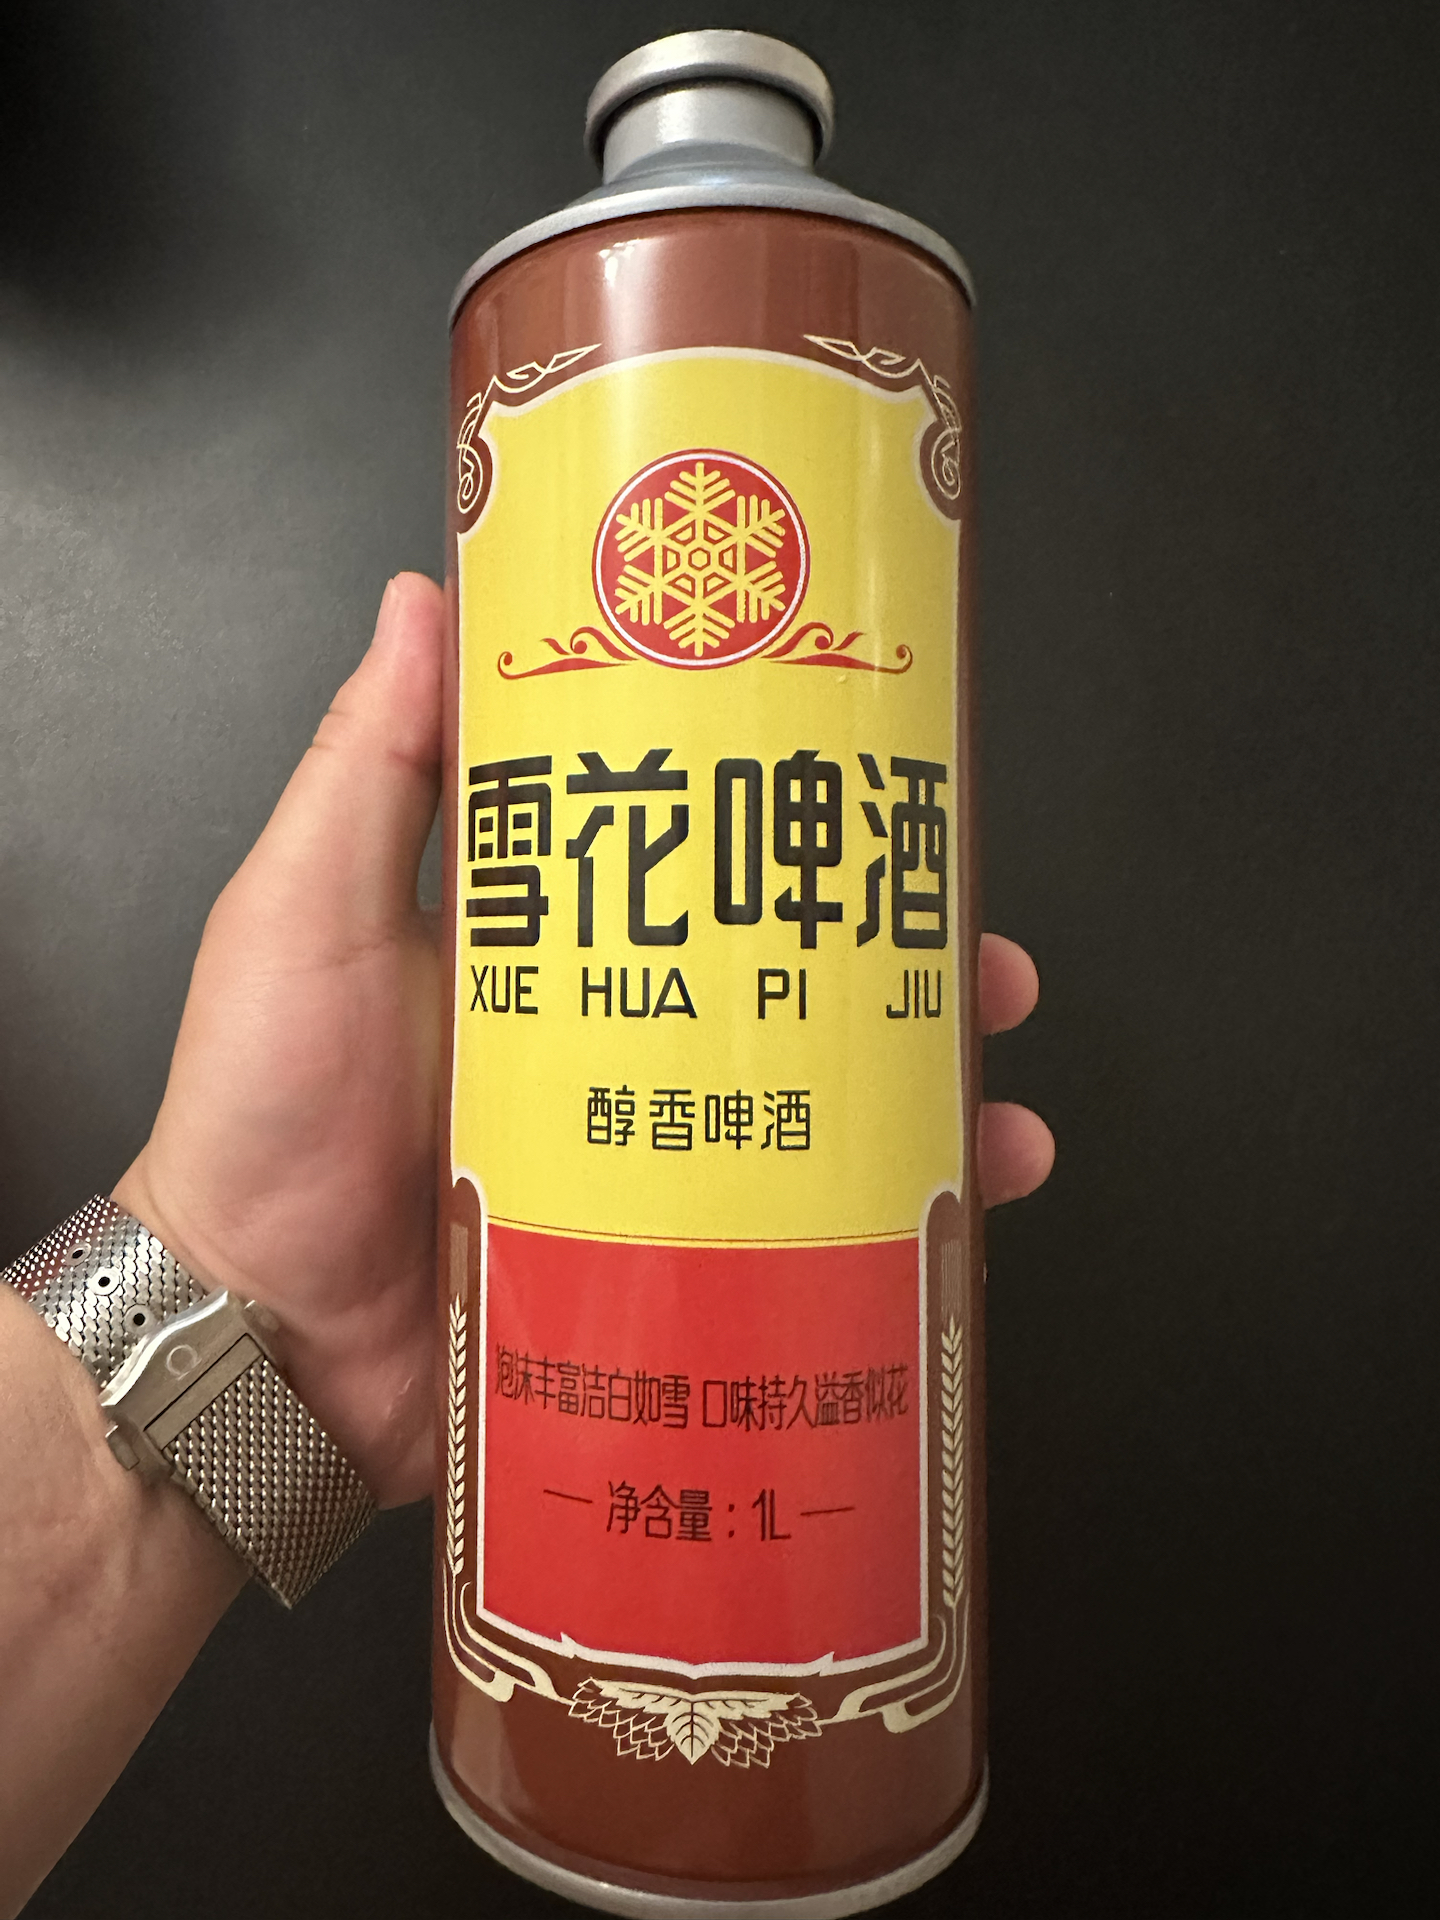 雪花啤酒
XUE HUA PI JIU
醇香啤酒
泡沫丰富洁白如雪 口味持久溢香似花
净含量：1L